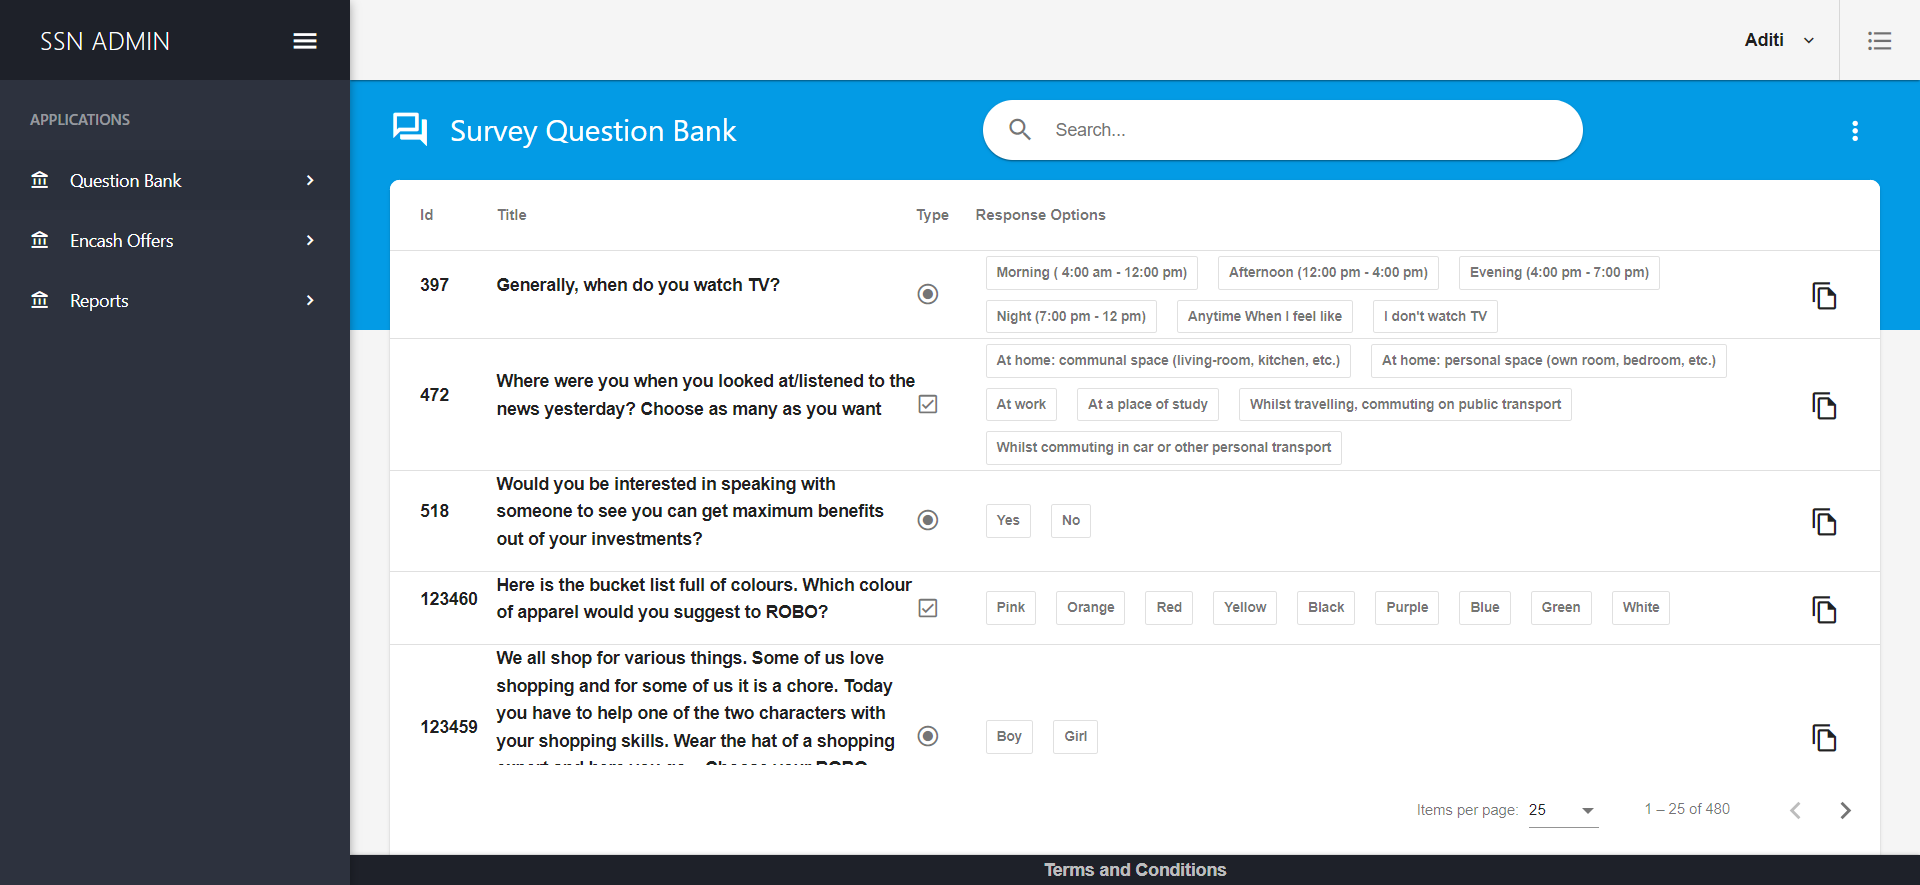 SSN ADMIN
Aditi
APPLICATIONS
Question Bank
Encash Offers
Reports
Survey Question Bank
Search...
Id Title Type Response Options
397 Generally, when do you watch TV?
Morning ( 4:00 am - 12:00 pm) Afternoon (12:00 pm - 4:00 pm) Evening (4:00 pm - 7:00 pm)
Night (7:00 pm - 12 pm) Anytime When I feel like I don't watch TV
472
Where were you when you looked at/listened to the
news yesterday? Choose as many as you want
At home: communal space (living-room, kitchen, etc.) At home: personal space (own room, bedroom, etc.)
At work At a place of study Whilst travelling, commuting on public transport
Whilst commuting in car or other personal transport
518
Would you be interested in speaking with
someone to see you can get maximum benefits
out of your investments?
Yes No
123460
Here is the bucket list full of colours. Which colour
of apparel would you suggest to ROBO?
Pink Orange Red Yellow Black Purple Blue Green White
123459
We all shop for various things. Some of us love
shopping and for some of us it is a chore. Today
you have to help one of the two characters with
your shopping skills. Wear the hat of a shopping
Boy Girl
Items per page: 25 1 – 25 of 480
Terms and Conditions